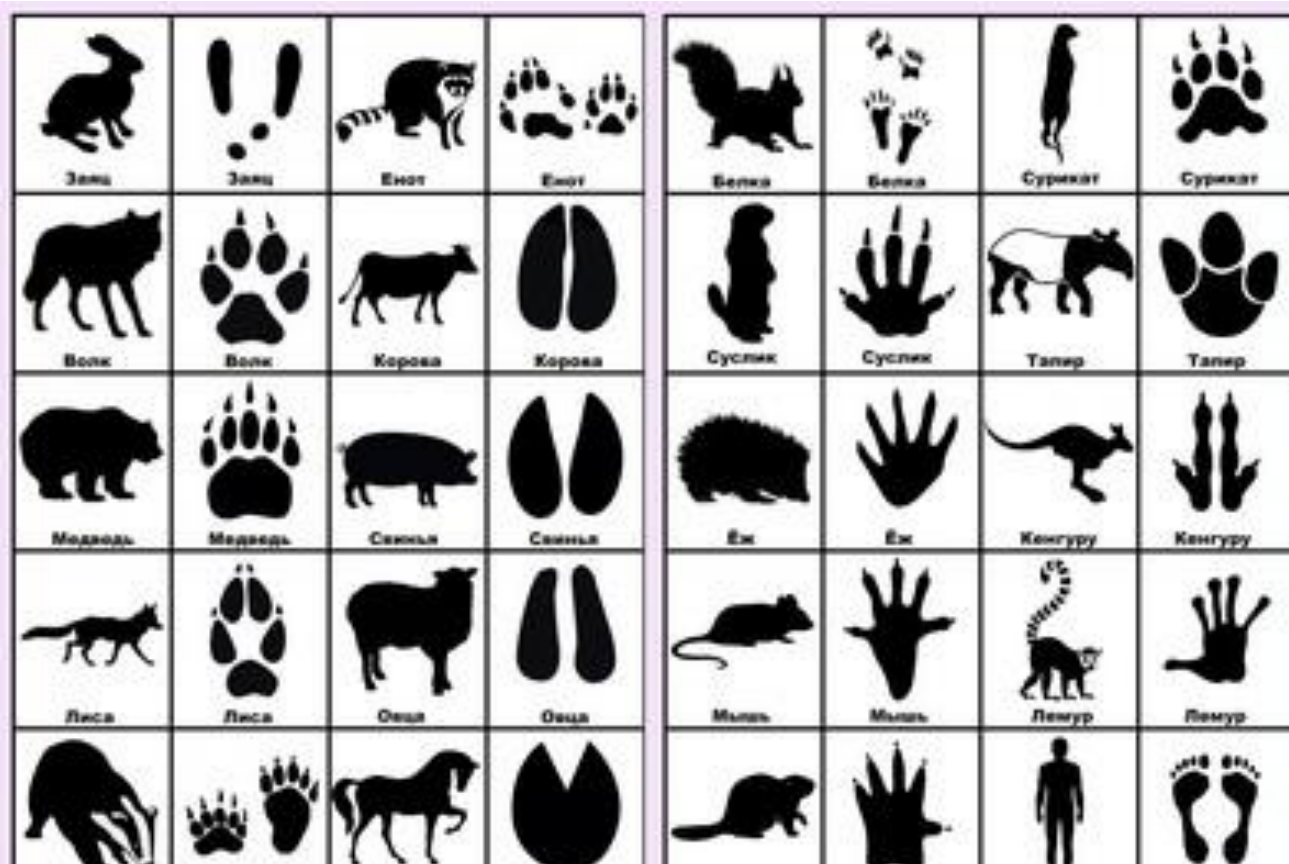 Заяц Заяц Енот Енот Белка Белка Сурикат Сурикат
Волк Волк Корова Корова Суслик Суслик Тапир Тапир
Медведь Медведь Свинья Свинья Ёж Ёж Кенгуру Кенгуру
Лиса Лиса Овца Овца Мышь Мышь Лемур Лемур